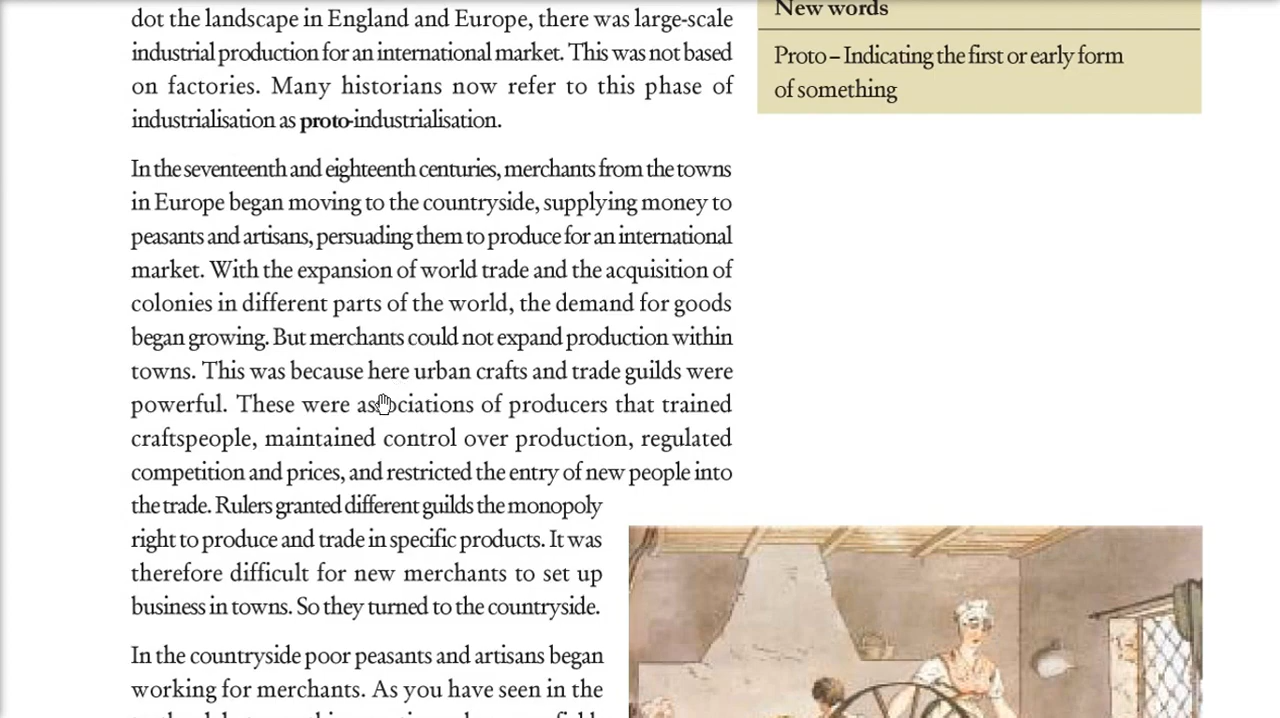 dot the landscape in England and Europe, there was large-scale
industrial production for an international market. This was not based
on factories. Many historians now refer to this phase of
industrialisation as proto-industrialisation.
In the seventeenth and eighteenth centuries, merchants from the towns
in Europe began moving to the countryside, supplying money to
peasants and artisans, persuading them to produce for an international
market. With the expansion of world trade and the acquisition of
colonies in different parts of the world, the demand for goods
began growing. But merchants could not expand production within
towns. This was because here urban crafts and trade guilds were
powerful. These were associations of producers that trained
craftspeople, maintained control over production, regulated
competition and prices, and restricted the entry of new people into
the trade. Rulers granted different guilds the monopoly
right to produce and trade in specific products. It was
therefore difficult for new merchants to set up
business in towns. So they turned to the countryside.
In the countryside poor peasants and artisans began
working for merchants. As you have seen in the
New words
Proto – Indicating the first or early form
of something